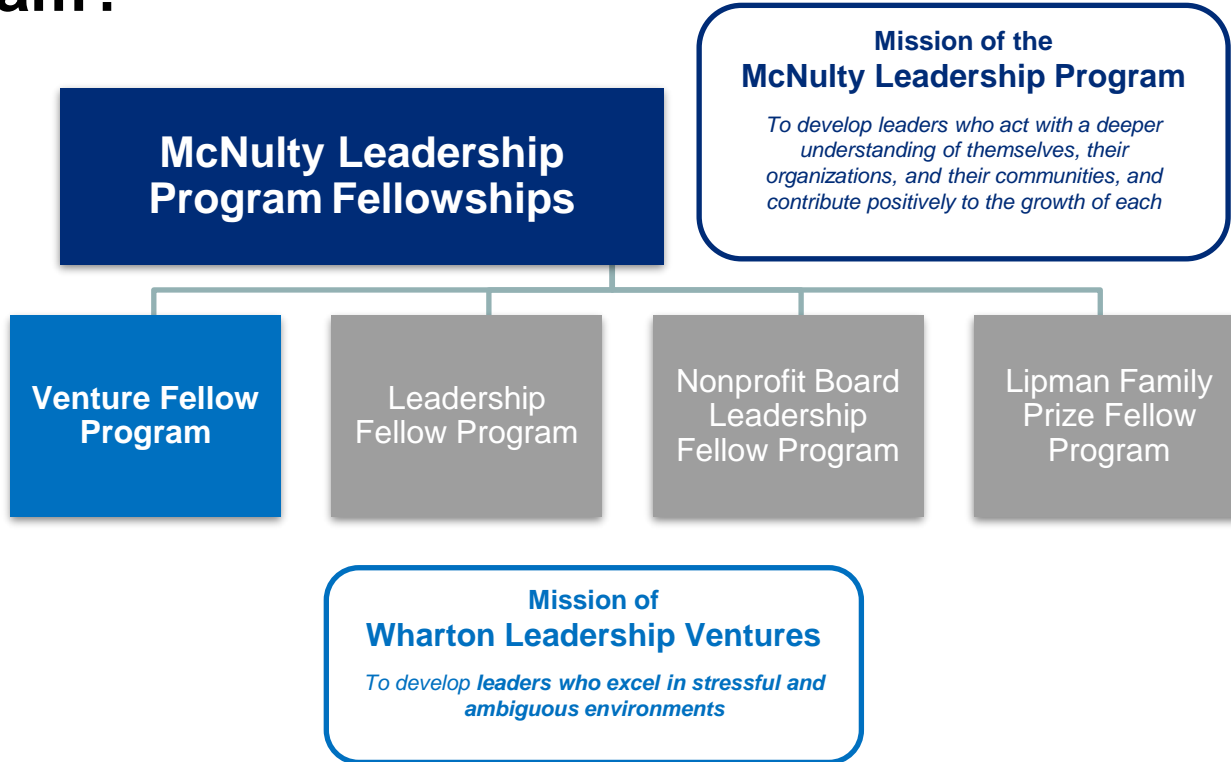 Mission of the
McNulty Leadership Program
To develop leaders who act with a deeper
understanding of themselves, their
organizations, and their communities, and
contribute positively to the growth of each
McNulty Leadership
Program Fellowships
Venture Fellow
Program
Leadership
Fellow Program
Nonprofit Board
Leadership
Fellow Program
Lipman Family
Prize Fellow
Program
Mission of
Wharton Leadership Ventures
To develop leaders who excel in stressful and
ambiguous environments